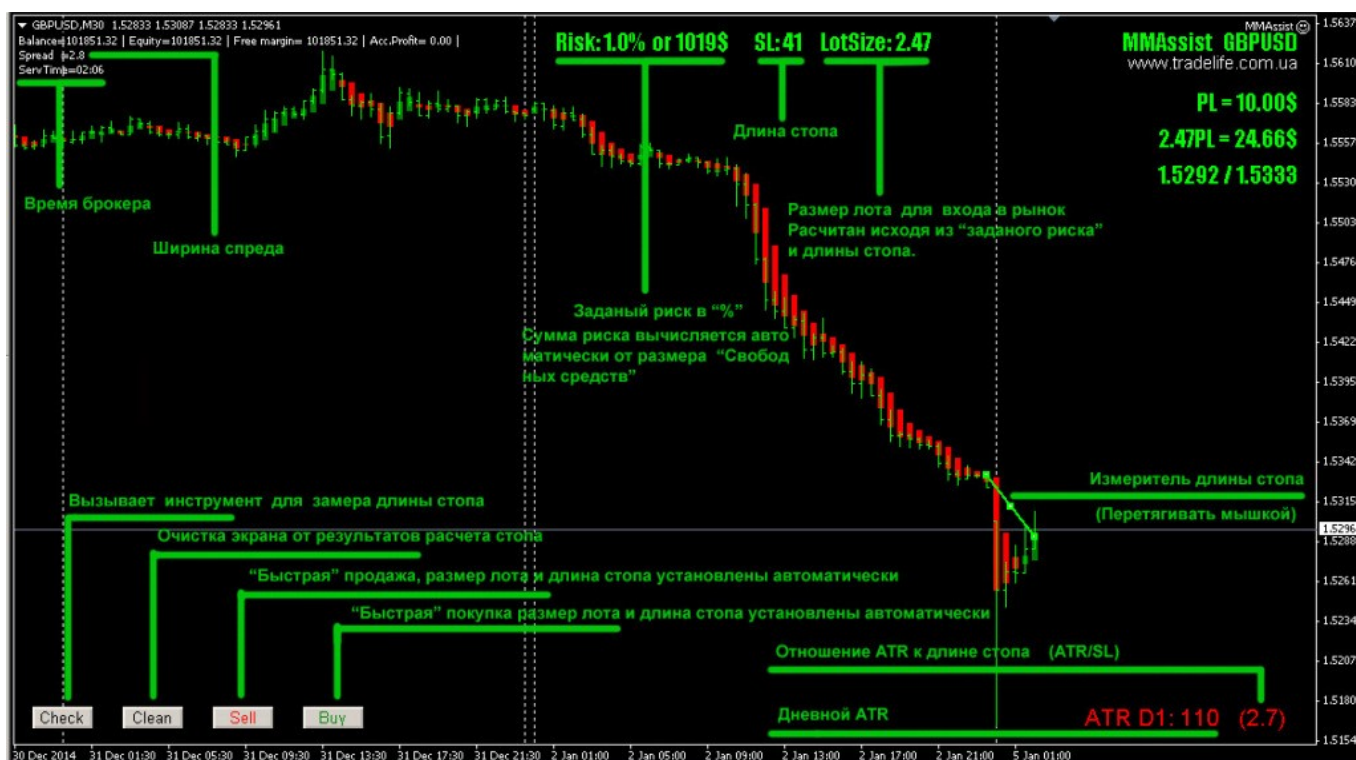 GBPUSD,M30 1.52833 1.53087 1.52833 1.52961
Balance=101851.32 | Equity=101851.32 | Free margin= 101851.32 | Acc.Profit= 0.00 |
Spread =2.8
ServTime=02:06
Risk: 1.0% or 1019$ SL: 41 LotSize: 2.47
MMAssist
MMAssist GBPUSD
www.tradelife.com.ua
PL = 10.00$
2.47PL = 24.66$
1.5292 / 1.5333
Длина стопа
Время брокера
Ширина спреда
Размер лота для входа в рынок
Расчитан исходя из “заданого риска”
и длины стопа.
Заданый риск в “%”
Сумма риска вычисляется авто
матически от размера “Свобод
ных средств”
Измеритель длины стопа
(Перетягивать мышкой)
Вызывает инструмент для замера длины стопа
Очистка экрана от результатов расчета стопа
“Быстрая” продажа, размер лота и длина стопа установлены автоматически
“Быстрая” покупка размер лота и длина стопа установлены автоматически
Отношение ATR к длине стопа (ATR/SL)
Дневной ATR
ATR D1: 110 (2.7)
Check Clean Sell Buy
1.5637
1.5610
1.5583
1.5557
1.5530
1.5503
1.5476
1.5449
1.5422
1.5395
1.5369
1.5342
1.5315
1.5296
1.5288
1.5261
1.5234
1.5207
1.5180
1.5154
30 Dec 2014 31 Dec 01:30 31 Dec 05:30 31 Dec 09:30 31 Dec 13:30 31 Dec 17:30 31 Dec 21:30 2 Jan 01:00 2 Jan 05:00 2 Jan 09:00 2 Jan 13:00 2 Jan 17:00 2 Jan 21:00 5 Jan 01:00